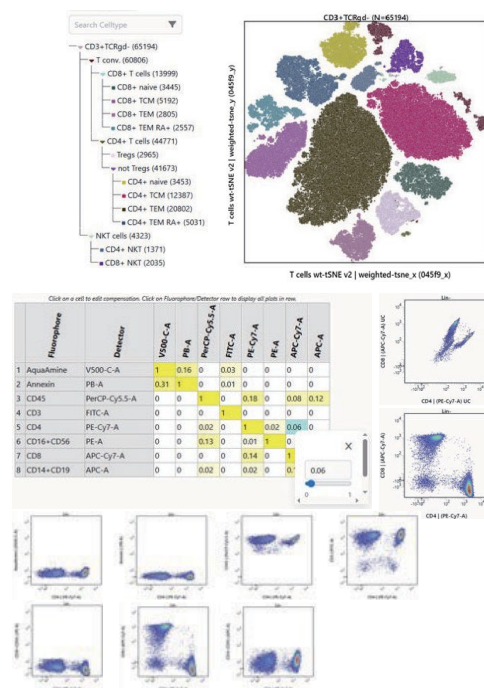 Search Celltype
CD3+TCRgd- (65194)
T conv. (60806)
CD8+ T cells (13999)
CD8+ naive (3445)
CD8+ TCM (5192)
CD8+ TEM (2805)
CD8+ TEM RA+ (2557)
CD4+ T cells (44771)
Tregs (2965)
not Tregs (41673)
CD4+ naive (3453)
CD4+ TCM (12387)
CD4+ TEM (20802)
CD4+ TEM RA+ (5031)
NKT cells (4323)
CD4+ NKT (1371)
CD8+ NKT (2035)
CD3+TCRgd- (N=65194)
T cells wt-tSNE v2 | weighted-tsne_y (045f9_y)
T cells wt-tSNE v2 | weighted-tsne_x (045f9_x)
Click on a cell to edit compensation. Click on Fluorophore/Detector row to display all plots in row.
Fluorophore Detector V500-C-A PB-A PerCP-Cy5.5-A FITC-A PE-Cy7-A PE-A APC-Cy7-A APC-A
1 AquaAmine V500-C-A 1 0.16 0 0.03 0 0 0 0
2 Annexin PB-A 0.31 1 0 0.01 0 0 0 0
3 CD45 PerCP-Cy5.5-A 0 0 1 0 0.18 0 0.08 0.12
4 CD3 FITC-A 0 0 0 1 0 0 0 0
5 CD4 PE-Cy7-A 0 0 0.02 0 1 0.02 0.06 0
6 CD16+CD56 PE-A 0 0 0.13 0 0.01 1 0
7 CD8 APC-Cy7-A 0 0 0 0 0.14 0 1
8 CD14+CD19 APC-A 0 0 0.02 0 0.02 0
X
0.06
0 1
Lin-
CD8 | (APC-Cy7-A) UC
CD4 | (PE-Cy7-A) UC
Lin-
CD8 | (APC-Cy7-A)
CD4 | (PE-Cy7-A)